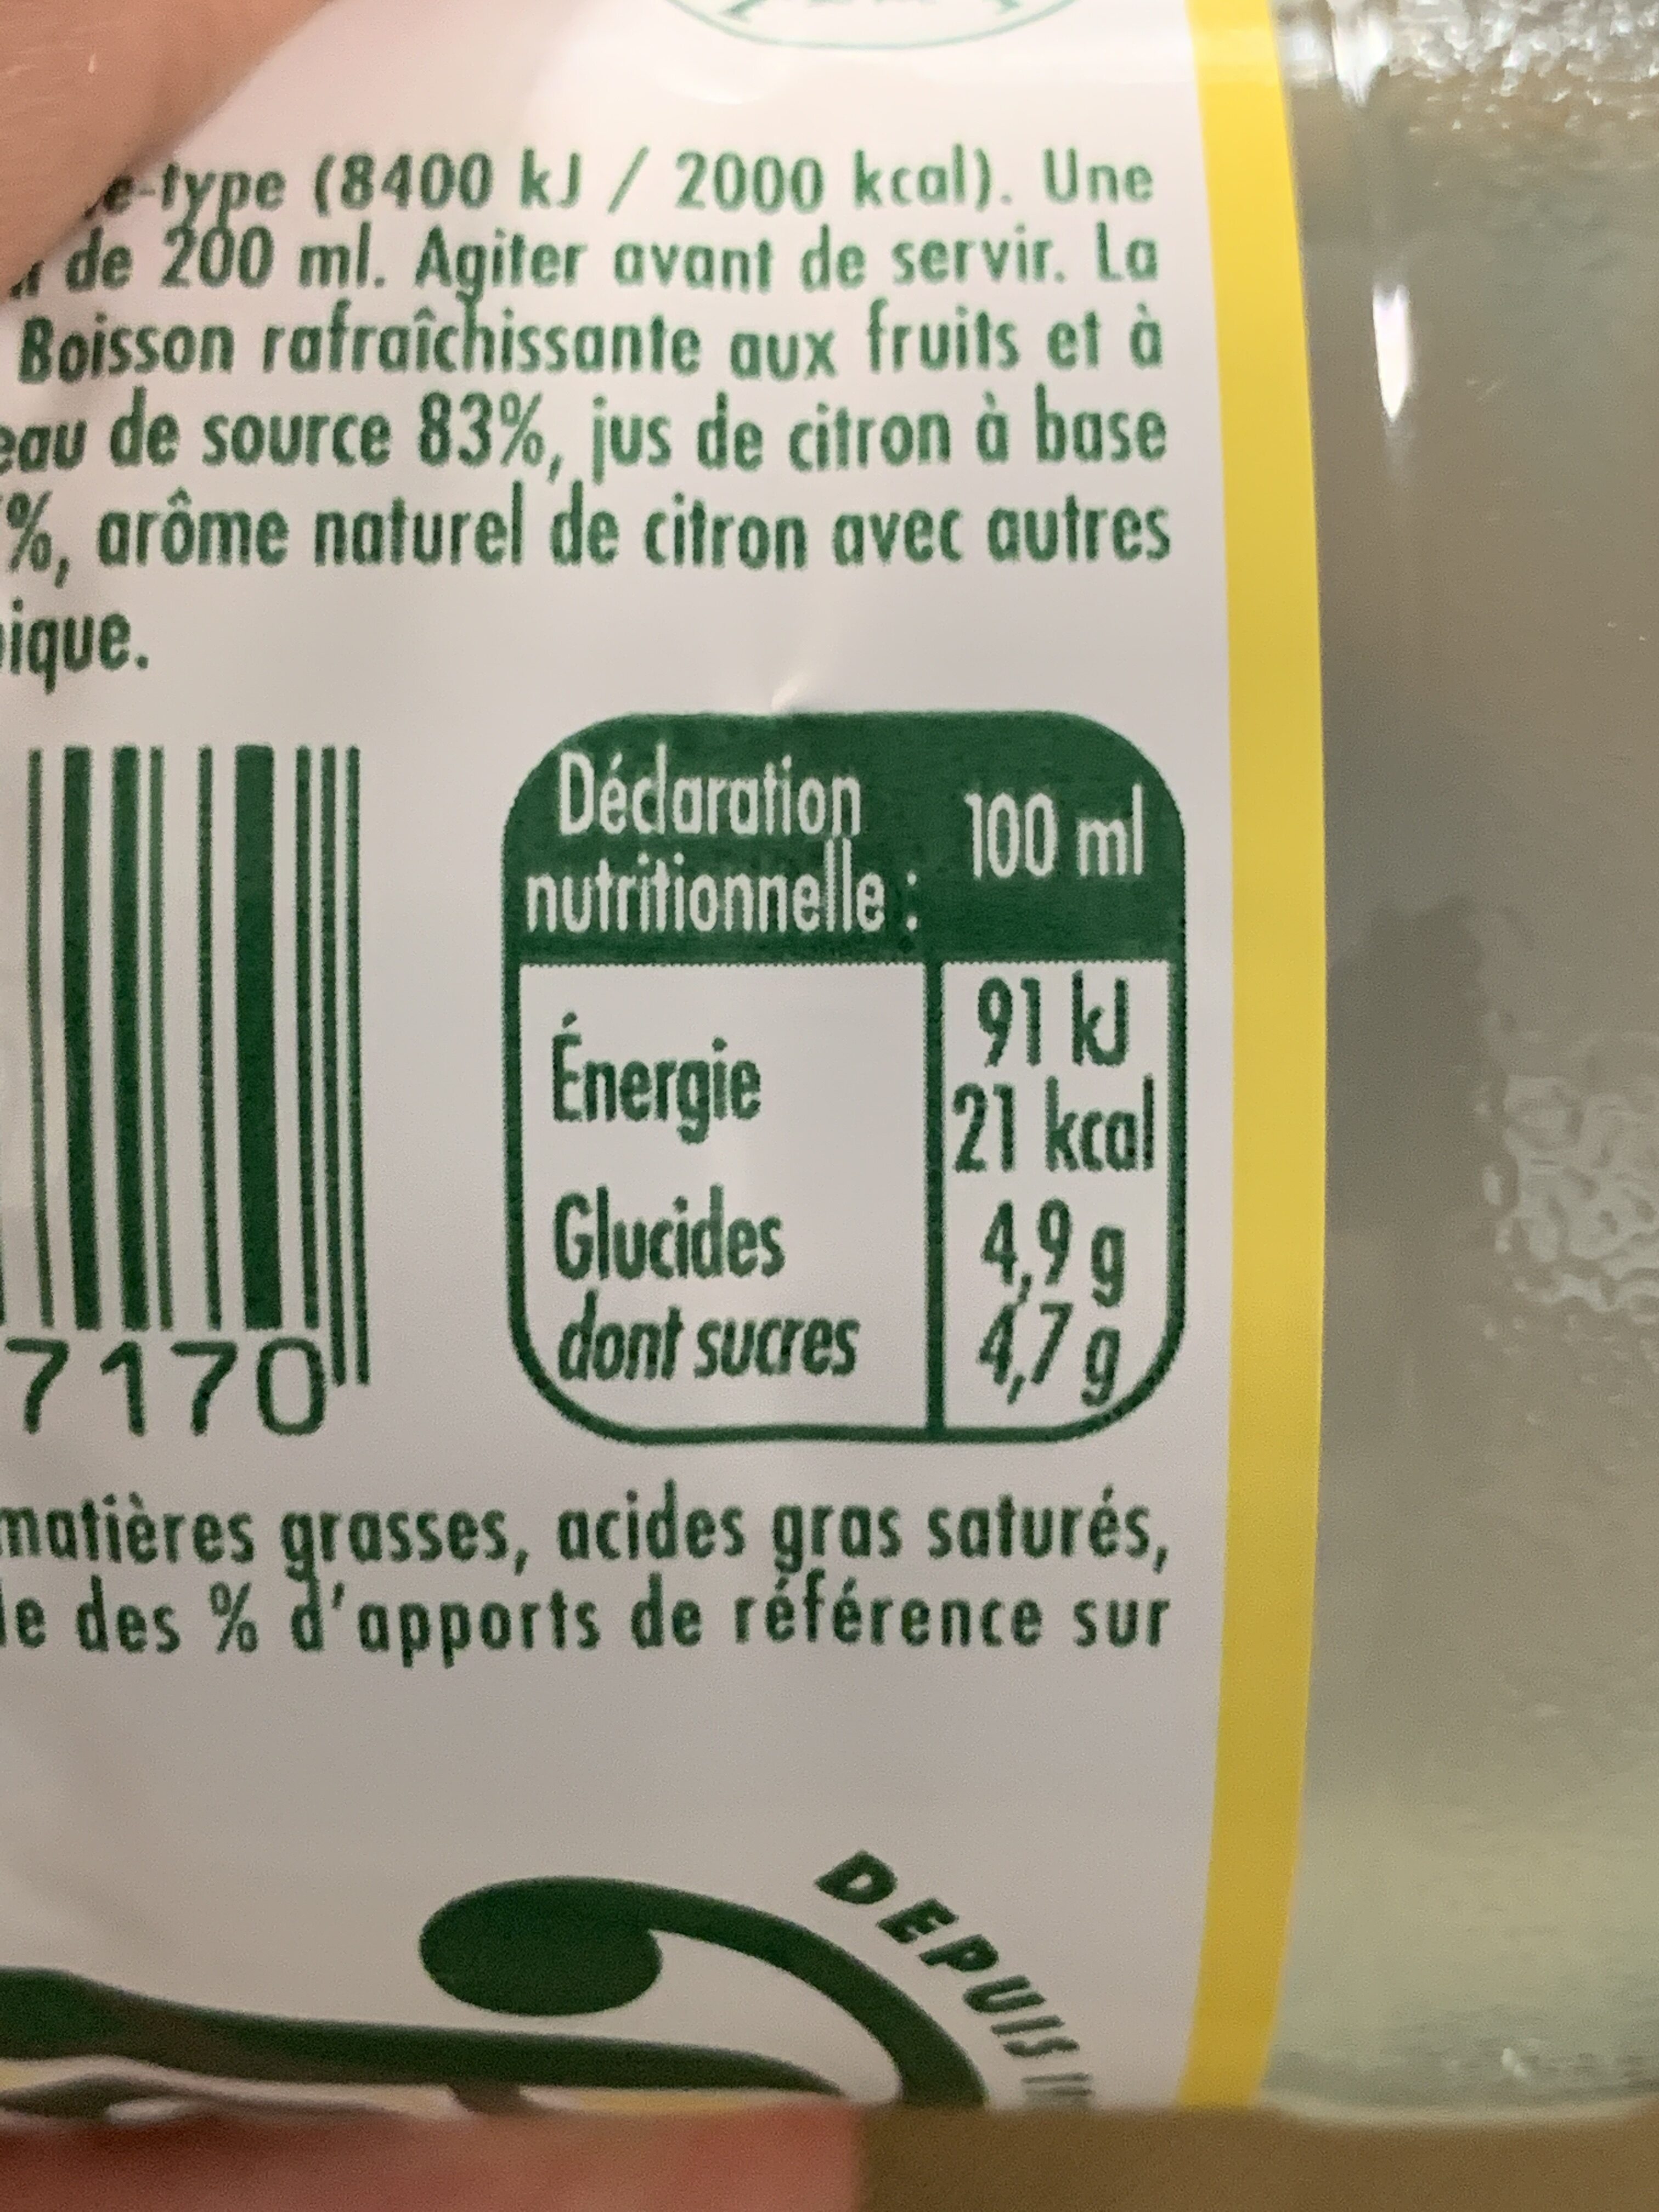 e-type (8400 kJ / 2000 kcal). Une
de 200 ml. Agiter avant de servir. La
Boisson rafraîchissante aux fruits et à
eau de source 83%, jus de citron à base
%, arôme naturel de citron avec autres
ique.
Déclaration
nutritionnelle : 100 ml
Énergie 91 kJ
21 kcal
Glucides 4,9 g
dont sucres 4,7 g
7170
matières grasses, acides gras saturés,
le des % d'apports de référence sur
DEPUIS